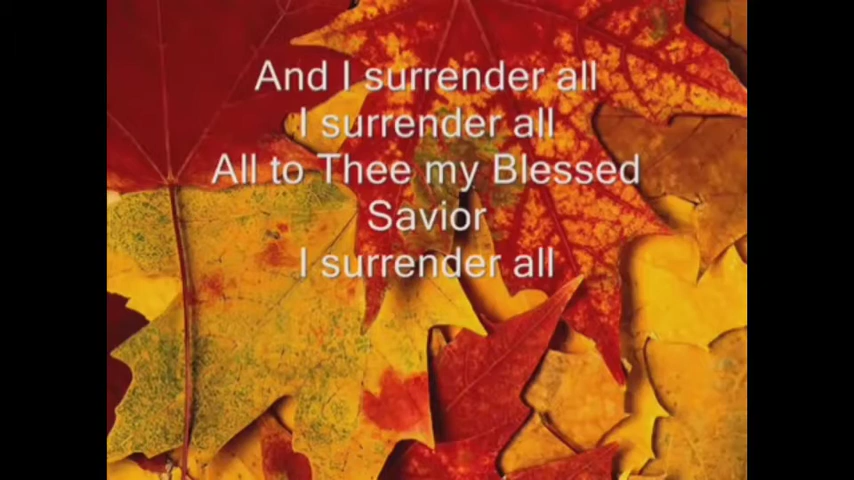 And I surrender all
I surrender all
All to Thee my Blessed
Savior
I surrender all